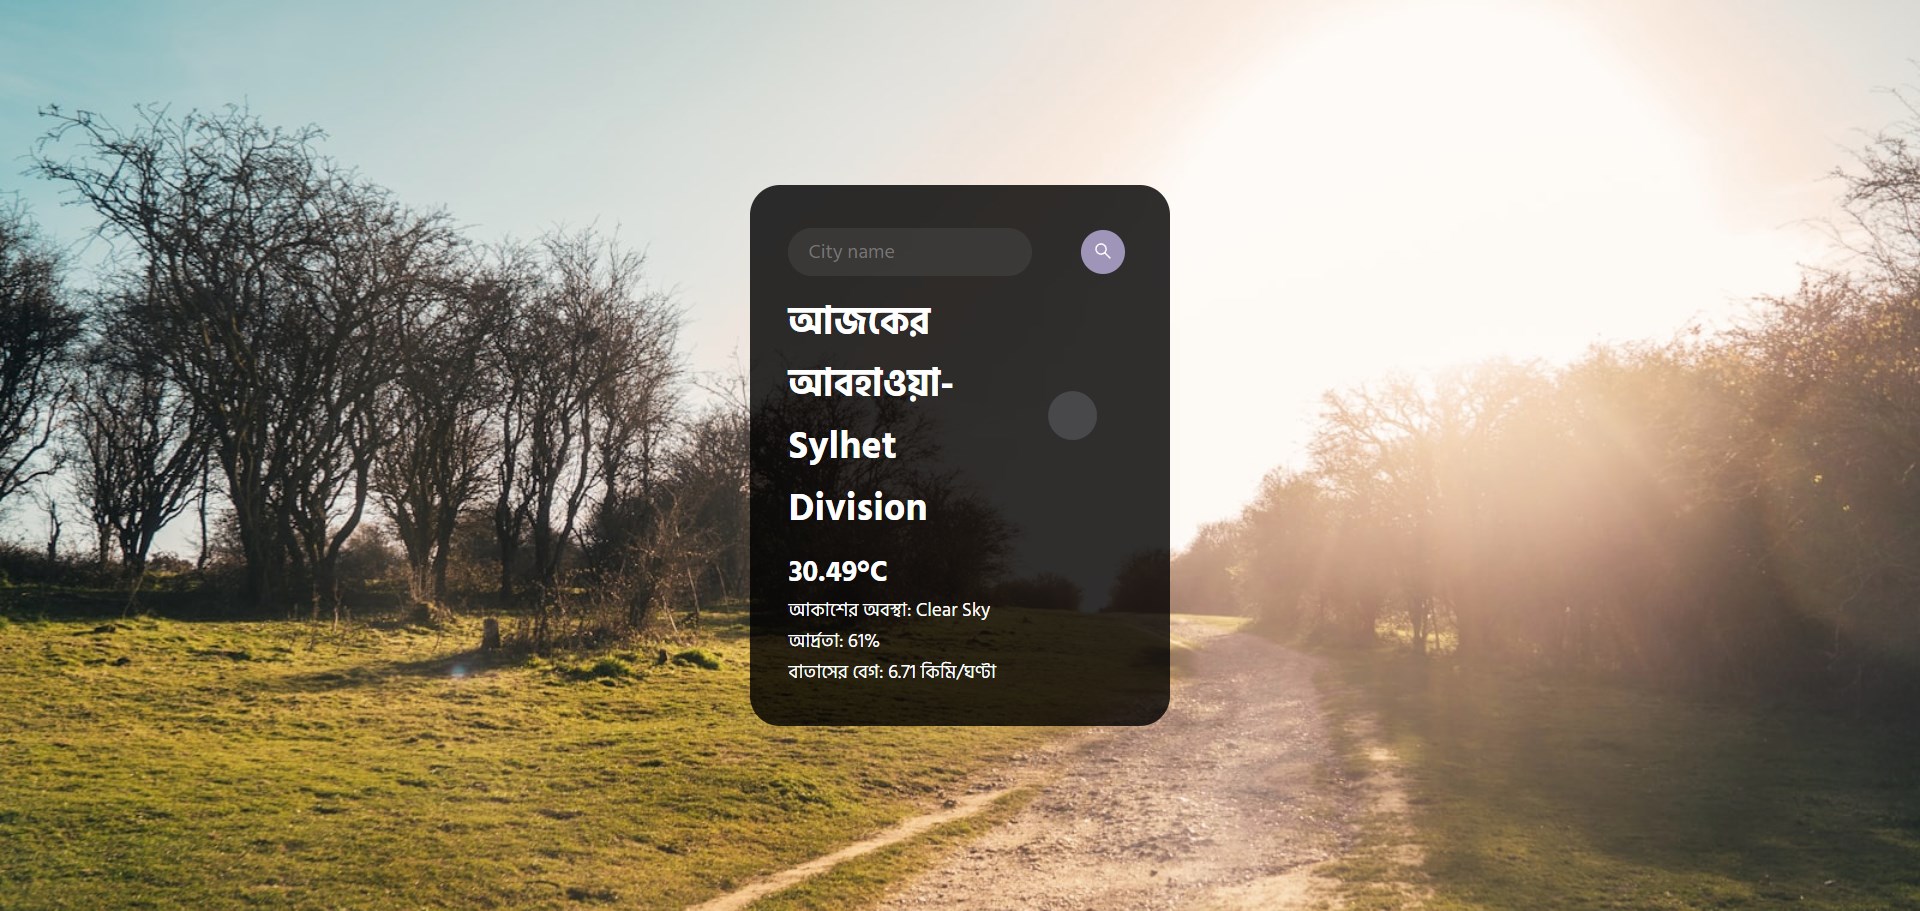 City name
আজকের
আবহাওয়া-
Sylhet
Division
30.49°C
আকাশের অবস্থা: Clear Sky
আর্দ্রতা: 61%
বাতাসের বেগ: 6.71 কিমি/ঘণ্টা